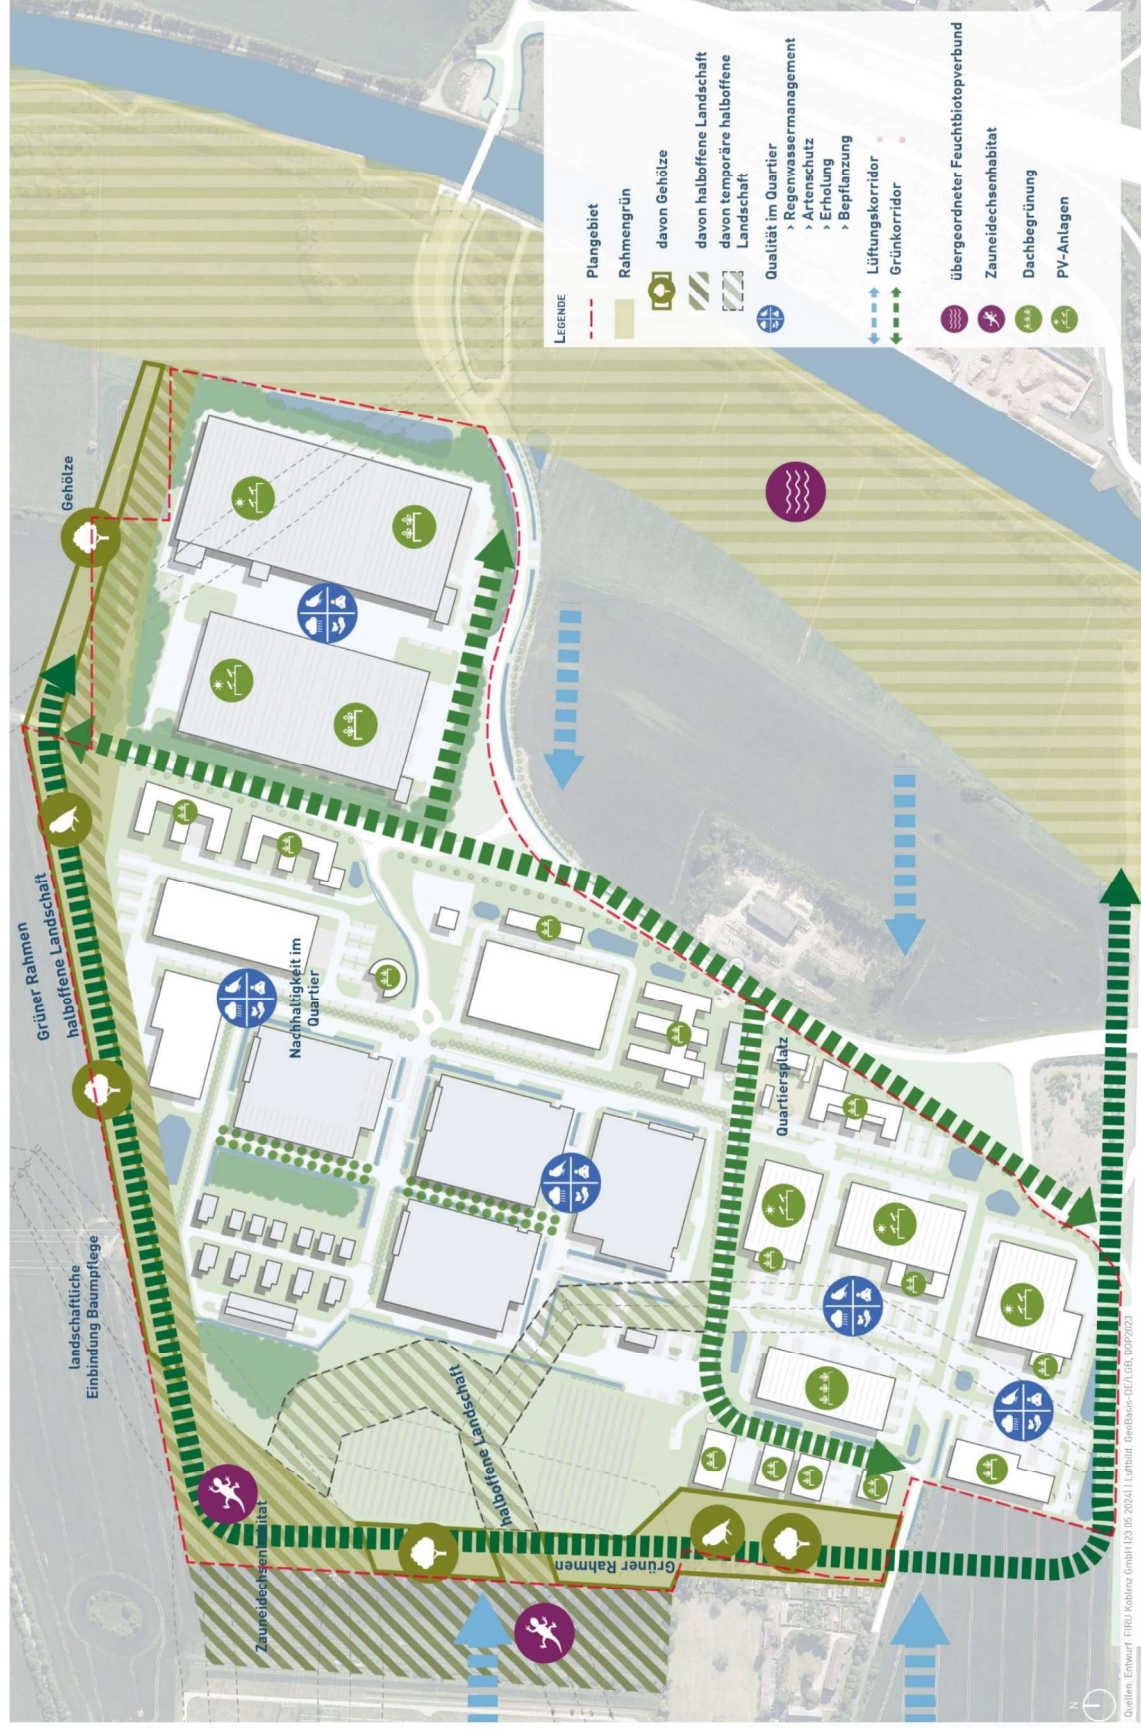 Grüner Rahmen
halboffene Landschaft
Gehölze
landschaftliche
Einbindung Baumpflege
Nachhaltigkeit im
Quartier
Quartiersplatz
Zauneidechsenhabitat
halboffene Landschaft
Grüner Rahmen
LEGENDE
Plangebiet
Rahmengrün
davon Gehölze
davon halboffene Landschaft
davon temporäre halboffene
Landschaft
Qualität im Quartier
> Regenwassermanagement
> Artenschutz
> Erholung
> Bepflanzung
Lüftungskorridor
Grünkorridor
übergeordneter Feuchtbiotopverbund
Zauneidechsenhabitat
Dachbegrünung
PV-Anlagen
N
Quellen: Entwurf: FIRU Koblenz GmbH (23.05.2024) | Luftbild: GeoBasis-DE/LGB, DOP2023